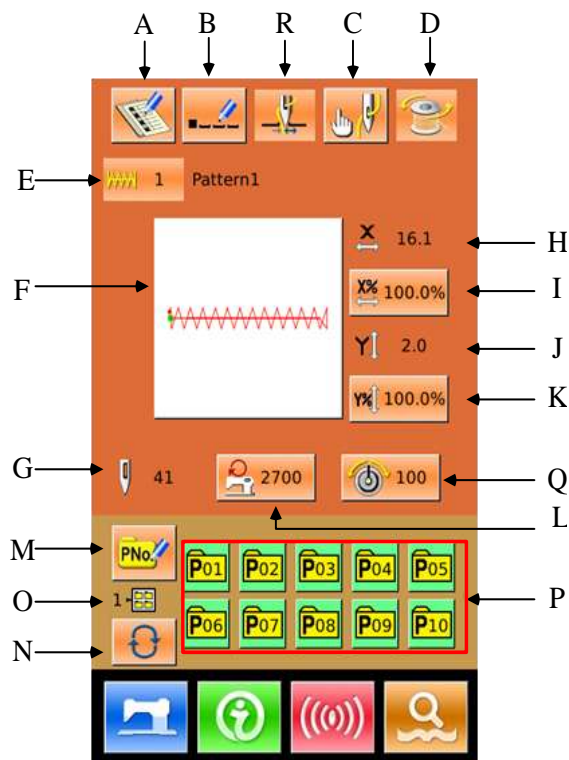 A B R C D
E 1 Pattern1
H X 16.1
F I X% 100.0%
J Y 2.0
K Y% 100.0%
G 41 2700 100 Q
L
M PNo.
P01 P02 P03 P04 P05
O 1- P
P06 P07 P08 P09 P10
N